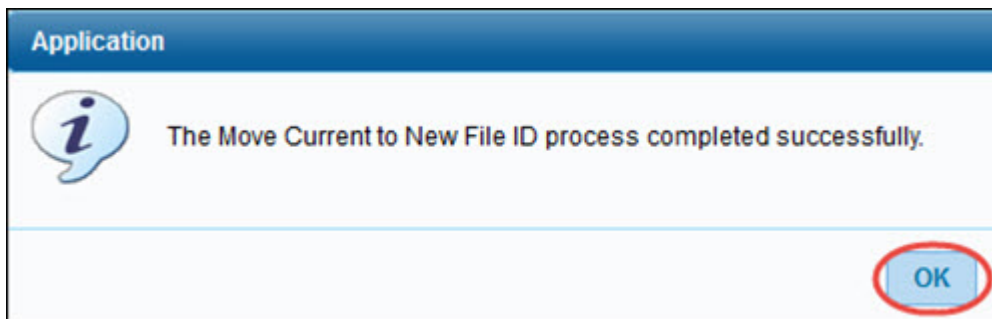 Application
The Move Current to New File ID process completed successfully.
OK